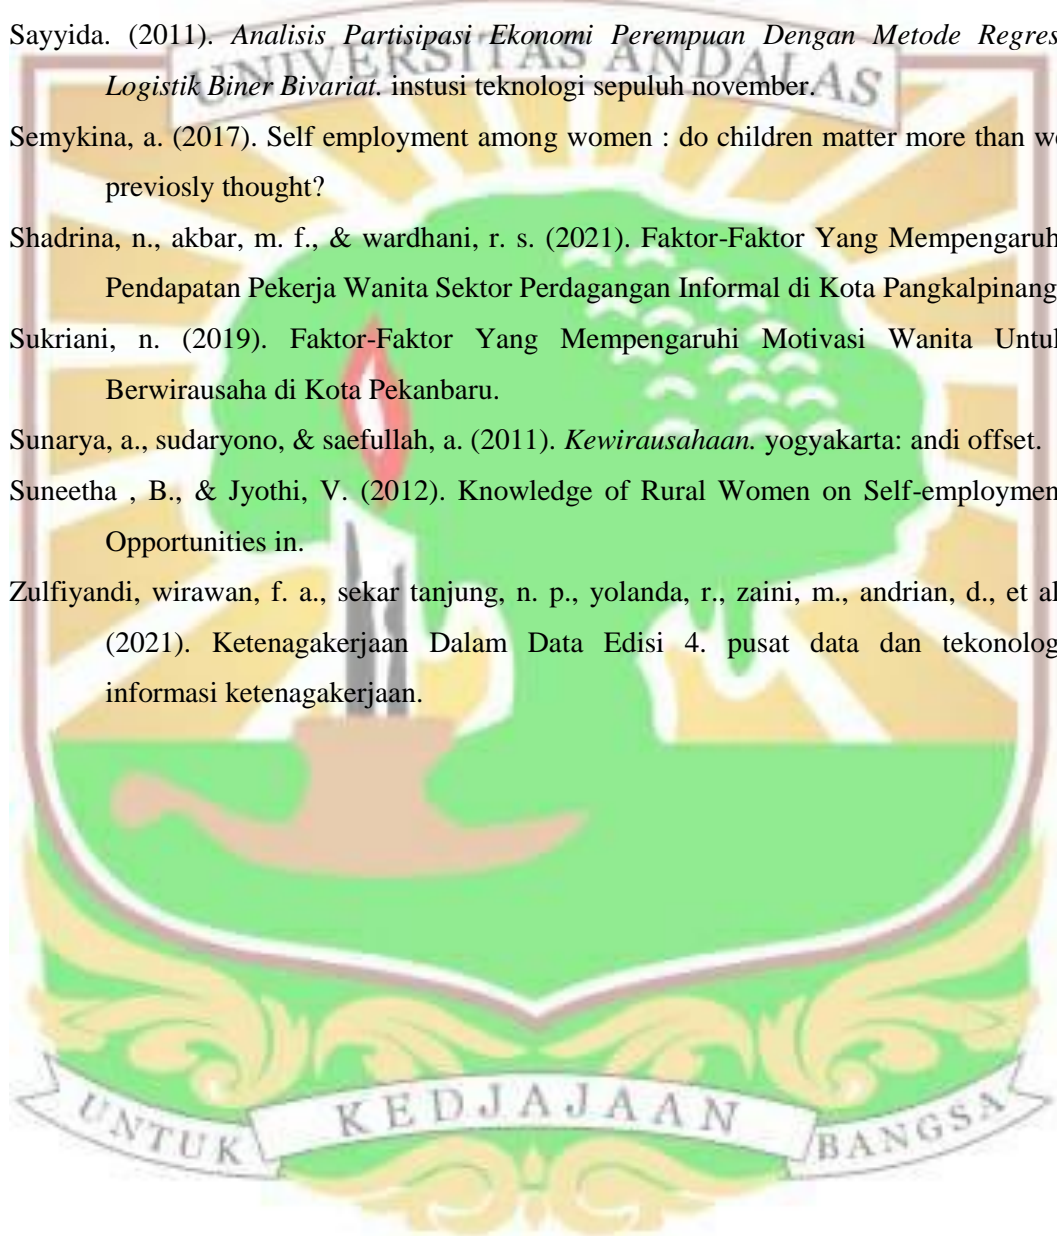 Sayyida. (2011). Analisis Partisipasi Ekonomi Perempuan Dengan Metode Regres
Logistik Biner Bivariat. instusi teknologi sepuluh november.
Semykina, a. (2017). Self employment among women : do children matter more than we
previosly thought?
Shadrina, n., akbar, m. f., & wardhani, r. s. (2021). Faktor-Faktor Yang Mempengaruh
Pendapatan Pekerja Wanita Sektor Perdagangan Informal di Kota Pangkalpinang
Sukriani, n. (2019). Faktor-Faktor Yang Mempengaruhi Motivasi Wanita Untuk
Berwirausaha di Kota Pekanbaru.
Sunarya, a., sudaryono, & saefullah, a. (2011). Kewirausahaan. yogyakarta: andi offset.
Suneetha , B., & Jyothi, V. (2012). Knowledge of Rural Women on Self-employmen
Opportunities in.
Zulfiyandi, wirawan, f. a., sekar tanjung, n. p., yolanda, r., zaini, m., andrian, d., et al
(2021). Ketenagakerjaan Dalam Data Edisi 4. pusat data dan tekonolog
informasi ketenagakerjaan.
UNIVERSITAS ANDALAS
UNTUK KEDJAJAAN BANGSA